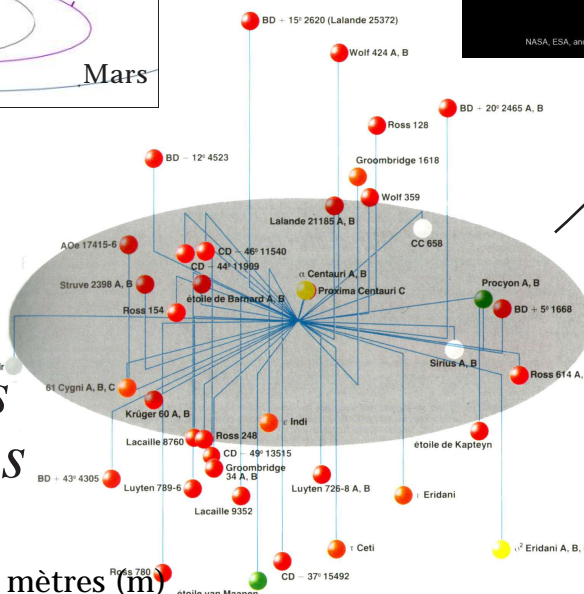 NASA, ESA, and
Mars
BD + 15° 2620 (Lalande 25372)
Wolf 424 A, B
BD + 20° 2465 A, B
Ross 128
BD – 12° 4523
Groombridge 1618
Wolf 359
Lalande 21185 A, B
CC 658
AOe 17415-6
CD – 46° 11540
CD – 44° 11909
α Centauri A, B
Proxima Centauri C
Procyon A, B
Struve 2398 A, B
étoile de Barnard A, B
BD + 5° 1668
Ross 154
Sirius A, B
Ross 614 A,
61 Cygni A, B, C
Krüger 60 A, B
ε Indi
étoile de Kapteyn
Lacaille 8760
Ross 248
CD – 49° 13515
Groombridge
34 A, B
BD + 43° 4305
Luyten 789-6
Luyten 726-8 A, B
Lacaille 9352
ι Eridani
τ Ceti
ο² Eridani A, B,
Ross 780
CD – 37° 15492
mètres (m)
étoile van Maanen